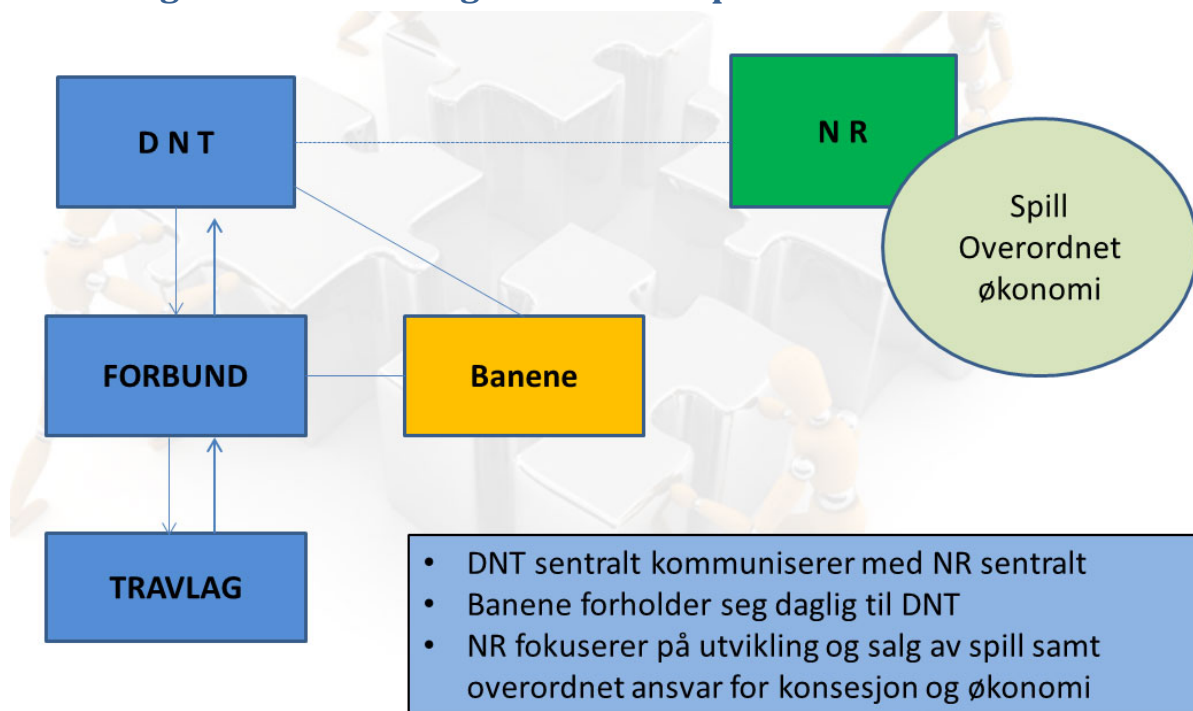 D N T
N R
Spill
Overordnet
økonomi
FORBUND
Banene
TRAVLAG
• DNT sentralt kommuniserer med NR sentralt
• Banene forholder seg daglig til DNT
• NR fokuserer på utvikling og salg av spill samt
overordnet ansvar for konsesjon og økonomi